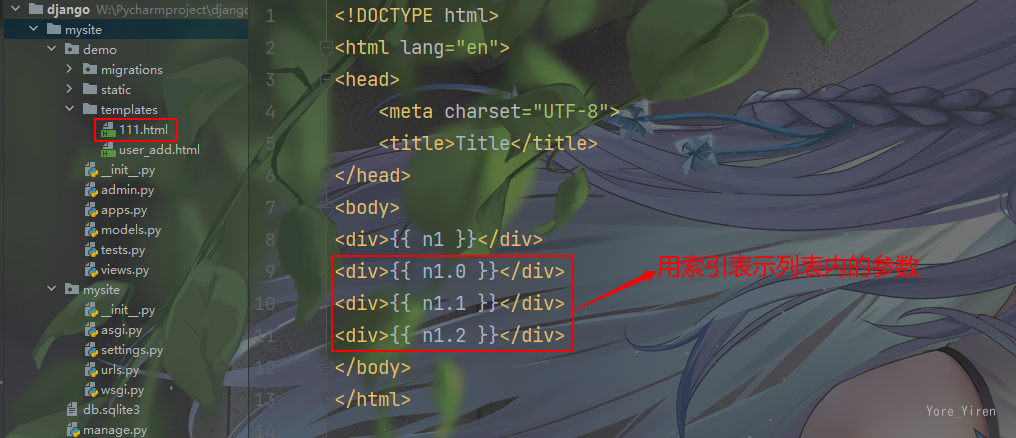 django W:\Pycharmproject\django
mysite
demo
migrations
static
templates
111.html
user_add.html
__init__.py
admin.py
apps.py
models.py
tests.py
views.py
mysite
__init__.py
asgi.py
settings.py
urls.py
wsgi.py
db.sqlite3
manage.py
1 <!DOCTYPE html>
2 <html lang="en">
3 <head>
4 <meta charset="UTF-8">
5 <title>Title</title>
6 </head>
7 <body>
8 <div>{{ n1 }}</div>
9 <div>{{ n1.0 }}</div>
10 <div>{{ n1.1 }}</div>
11 <div>{{ n1.2 }}</div>
12 </body>
13 </html>
用索引表示列表内的参数
Yore_Yiren